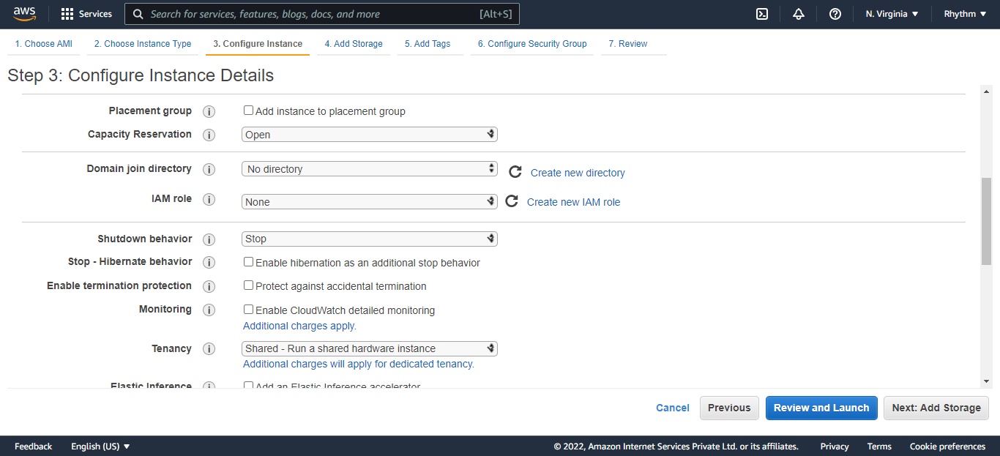 aws Services Search for services, features, blogs, docs, and more [Alt+S] N. Virginia Rhythm
1. Choose AMI 2. Choose Instance Type 3. Configure Instance 4. Add Storage 5. Add Tags 6. Configure Security Group 7. Review
Step 3: Configure Instance Details
Placement group Add instance to placement group
Capacity Reservation Open
Domain join directory No directory Create new directory
IAM role None Create new IAM role
Shutdown behavior Stop
Stop - Hibernate behavior Enable hibernation as an additional stop behavior
Enable termination protection Protect against accidental termination
Monitoring Enable CloudWatch detailed monitoring
Additional charges apply.
Tenancy Shared - Run a shared hardware instance
Additional charges will apply for dedicated tenancy.
Elastic Inference Add an Elastic Inference accelerator
Cancel Previous Review and Launch Next: Add Storage
Feedback English (US) © 2022, Amazon Internet Services Private Ltd. or its affiliates. Privacy Terms Cookie preferences